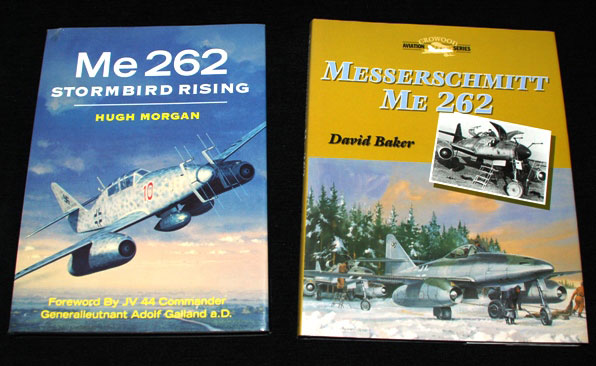 Me 262
STORMBIRD RISING
HUGH MORGAN
10
Foreword By JV 44 Commander
Generalleutnant Adolf Galland a.D.
CROWOOD
AVIATION SERIES
MESSERSCHMITT
ME 262
David Baker